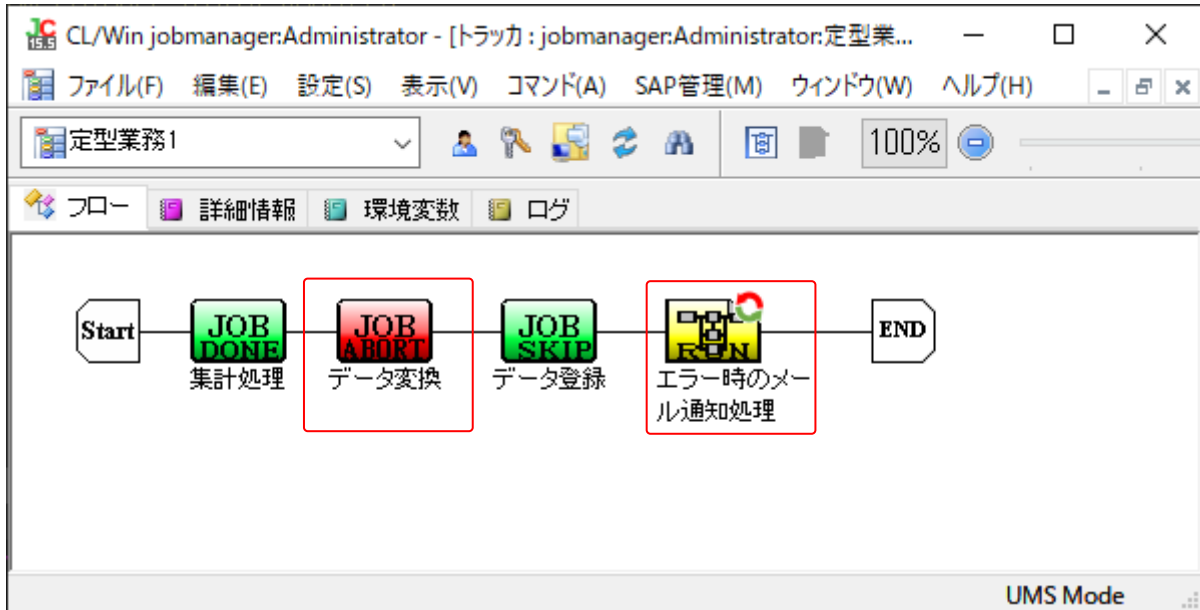 JC 15.5 CL/Win jobmanager:Administrator - [トラッカ : jobmanager:Administrator:定型業...
ファイル(F) 編集(E) 設定(S) 表示(V) コマンド(A) SAP管理(M) ウィンドウ(W) ヘルプ(H)
定型業務1 100%
フロー 詳細情報 環境変数 ログ
Start JOB DONE JOB ABORT JOB SKIP RUN END
集計処理 データ変換 データ登録 エラー時のメー
ル通知処理
UMS Mode